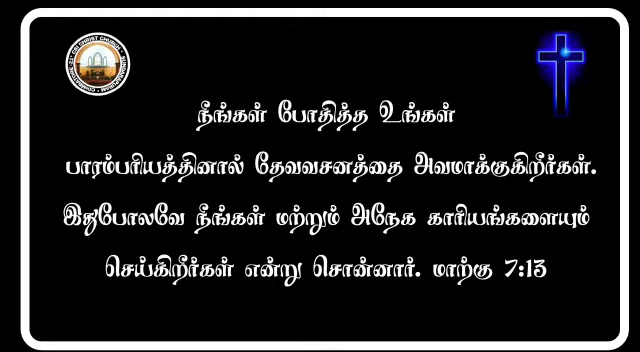 நீங்கள் போதித்த உங்கள்
பாரம்பரியத்தினால் தேவவசனத்தை அவமாக்குகிறீர்கள்.
இதுபோலவே நீங்கள் மற்றும் அநேக காரியங்களையும்
செய்கிறீர்கள் என்று சொன்னார். மாற்கு 7:13